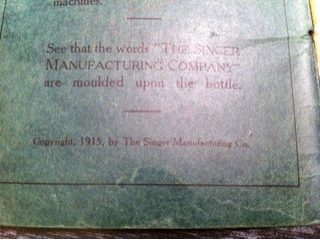 machines.
See that the words "THE SINGER
MANUFACTURING COMPANY"
are moulded upon the bottle.
Copyright, 1915, by The Singer Manufacturing Co.